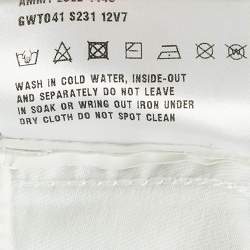 GWTO41 S231 12V7
WASH IN COLD WATER, INSIDE-OUT
AND SEPARATELY DO NOT LEAVE
IN SOAK OR WRING OUT IRON UNDER
DRY CLOTH DO NOT SPOT CLEAN